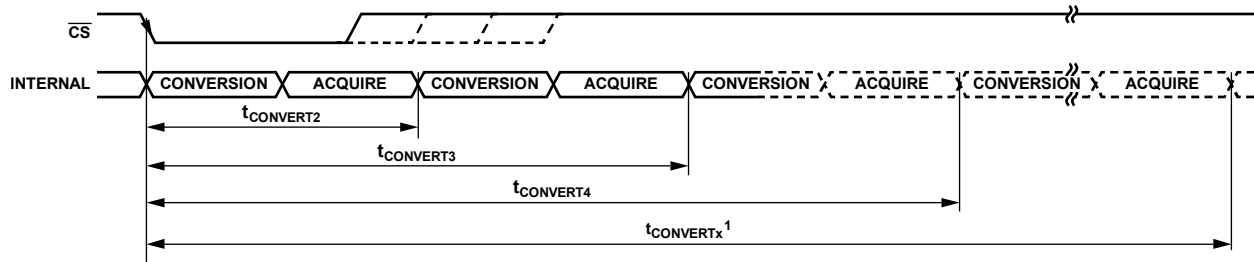 CS
INTERNAL CONVERSION ACQUIRE CONVERSION ACQUIRE CONVERSION ACQUIRE CONVERSION ACQUIRE
tCONVERT2
tCONVERT3
tCONVERT4
tCONVERTx1